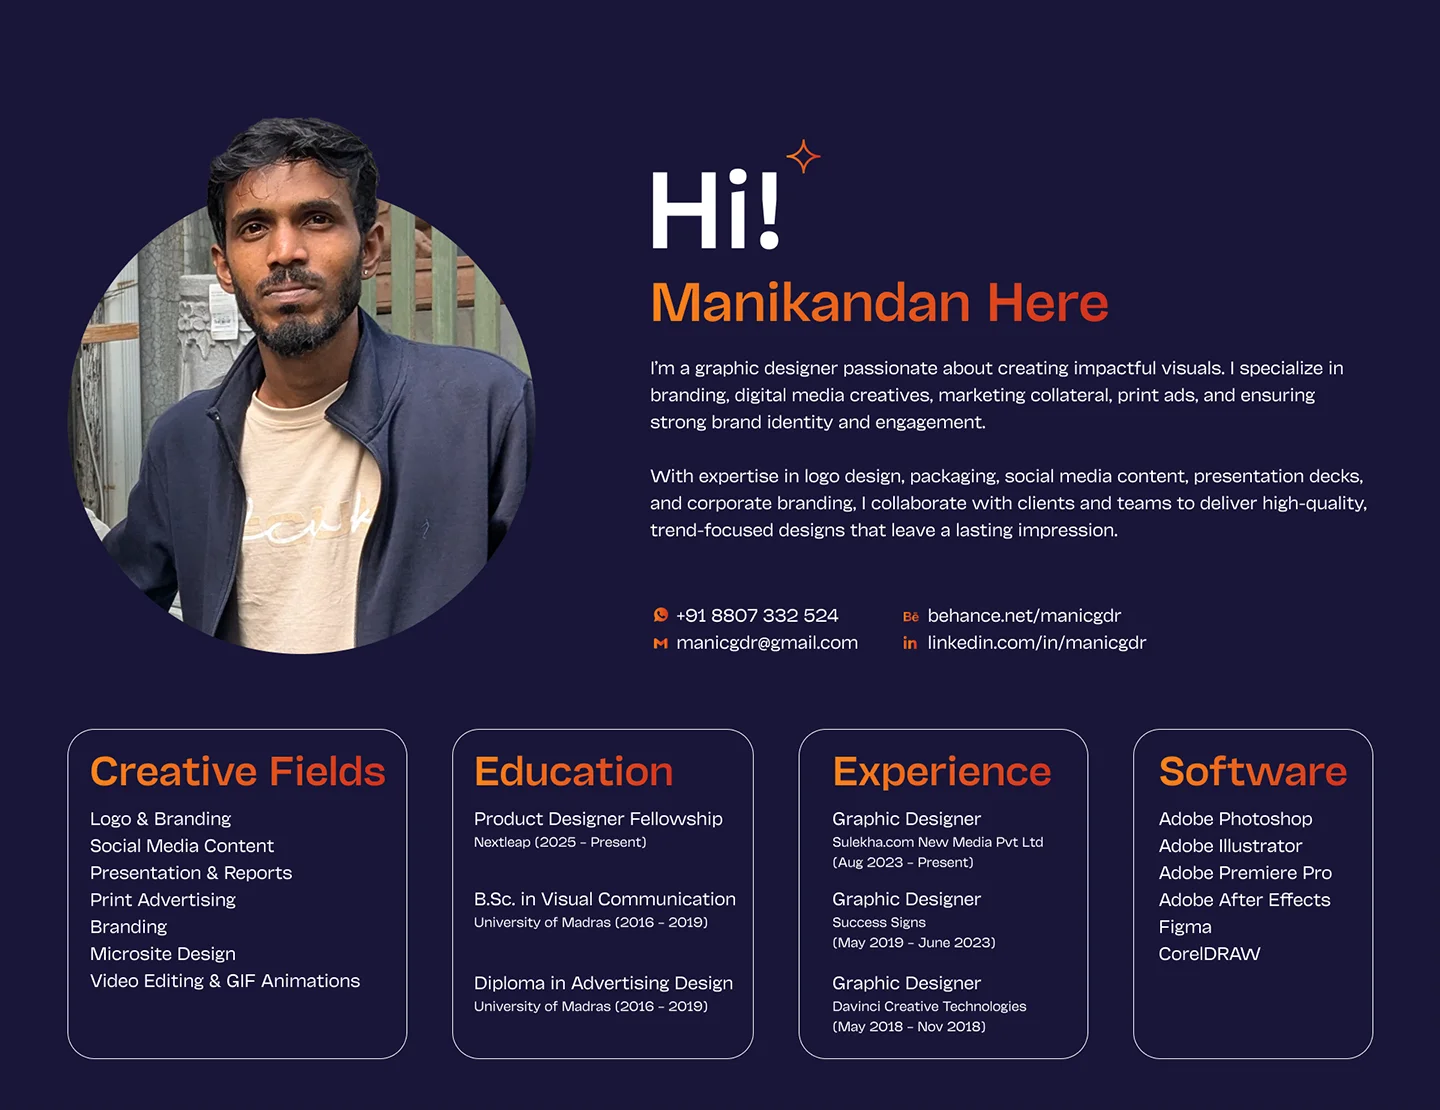 Hi!
Manikandan Here
I'm a graphic designer passionate about creating impactful visuals. I specialize in
branding, digital media creatives, marketing collateral, print ads, and ensuring
strong brand identity and engagement.
With expertise in logo design, packaging, social media content, presentation decks,
and corporate branding, I collaborate with clients and teams to deliver high-quality,
trend-focused designs that leave a lasting impression.
+91 8807 332 524
manicgdr@gmail.com
Bē behance.net/manicgdr
in linkedin.com/in/manicgdr
Creative Fields
Logo & Branding
Social Media Content
Presentation & Reports
Print Advertising
Branding
Microsite Design
Video Editing & GIF Animations
Education
Product Designer Fellowship
Nextleap (2025 - Present)
B.Sc. in Visual Communication
University of Madras (2016 - 2019)
Diploma in Advertising Design
University of Madras (2016 - 2019)
Experience
Graphic Designer
Sulekha.com New Media Pvt Ltd
(Aug 2023 - Present)
Graphic Designer
Success Signs
(May 2019 - June 2023)
Graphic Designer
Davinci Creative Technologies
(May 2018 - Nov 2018)
Software
Adobe Photoshop
Adobe Illustrator
Adobe Premiere Pro
Adobe After Effects
Figma
CorelDRAW